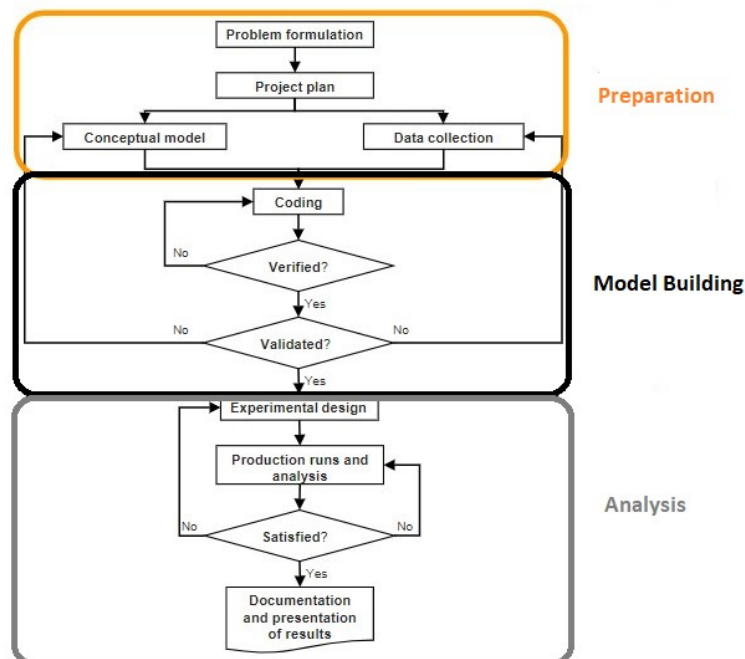 Problem formulation
Project plan
Preparation
Conceptual model
Data collection
Coding
No
Verified?
Yes
Model Building
No
No
Validated?
Yes
Experimental design
Production runs and
analysis
Analysis
No
No
Satisfied?
Yes
Documentation
and presentation
of results